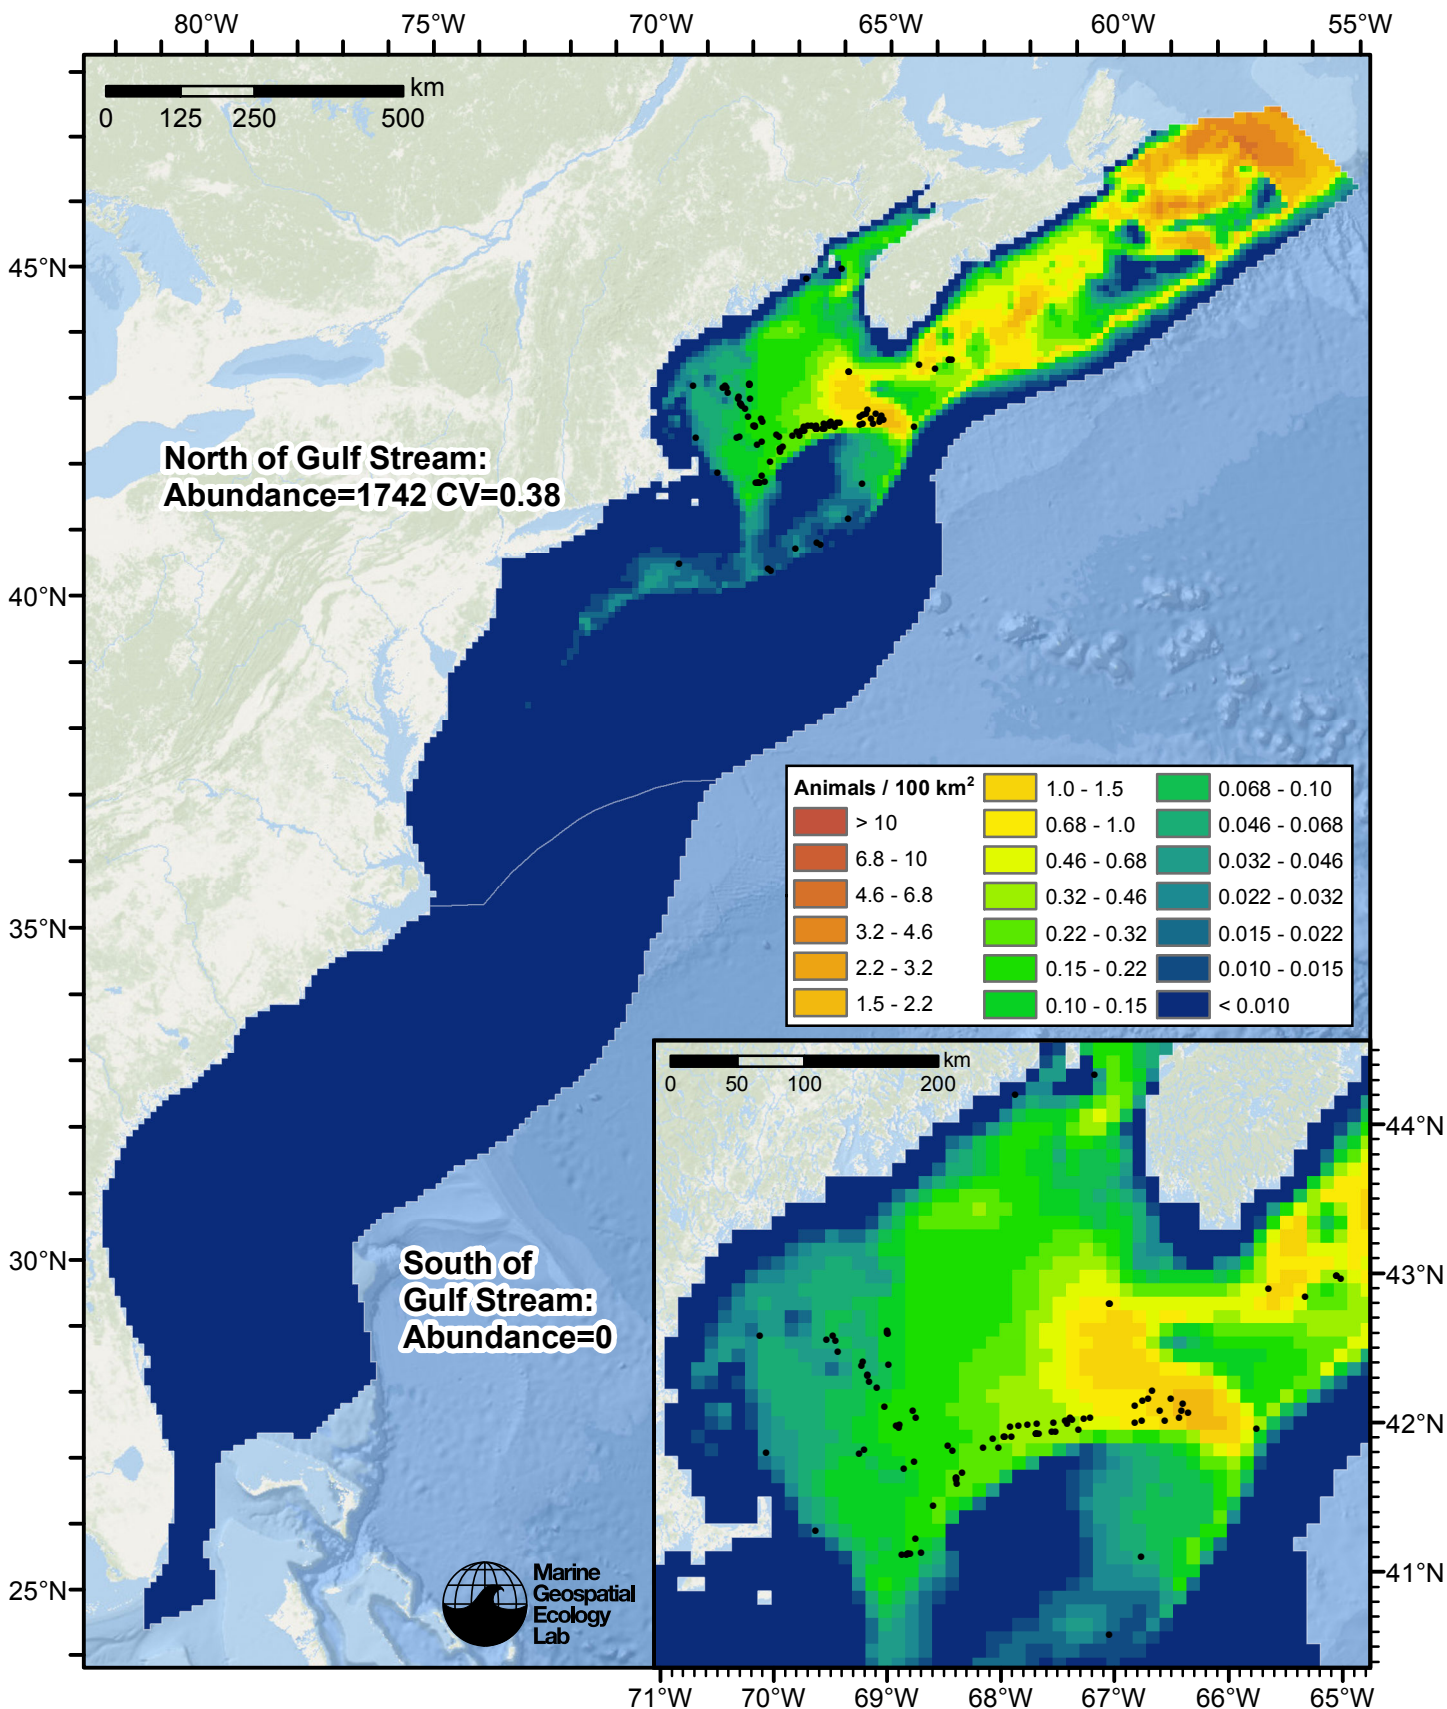 80°W 75°W 70°W 65°W 60°W 55°W
km
0 125 250 500
45°N
40°N
35°N
30°N
25°N
North of Gulf Stream:
Abundance=1742 CV=0.38
Animals / 100 km²
> 10
6.8 - 10
4.6 - 6.8
3.2 - 4.6
2.2 - 3.2
1.5 - 2.2
1.0 - 1.5
0.68 - 1.0
0.46 - 0.68
0.32 - 0.46
0.22 - 0.32
0.15 - 0.22
0.10 - 0.15
0.068 - 0.10
0.046 - 0.068
0.032 - 0.046
0.022 - 0.032
0.015 - 0.022
0.010 - 0.015
< 0.010
South of
Gulf Stream:
Abundance=0
km
0 50 100 200
44°N
43°N
42°N
41°N
Marine
Geospatial
Ecology
Lab
71°W 70°W 69°W 68°W 67°W 66°W 65°W